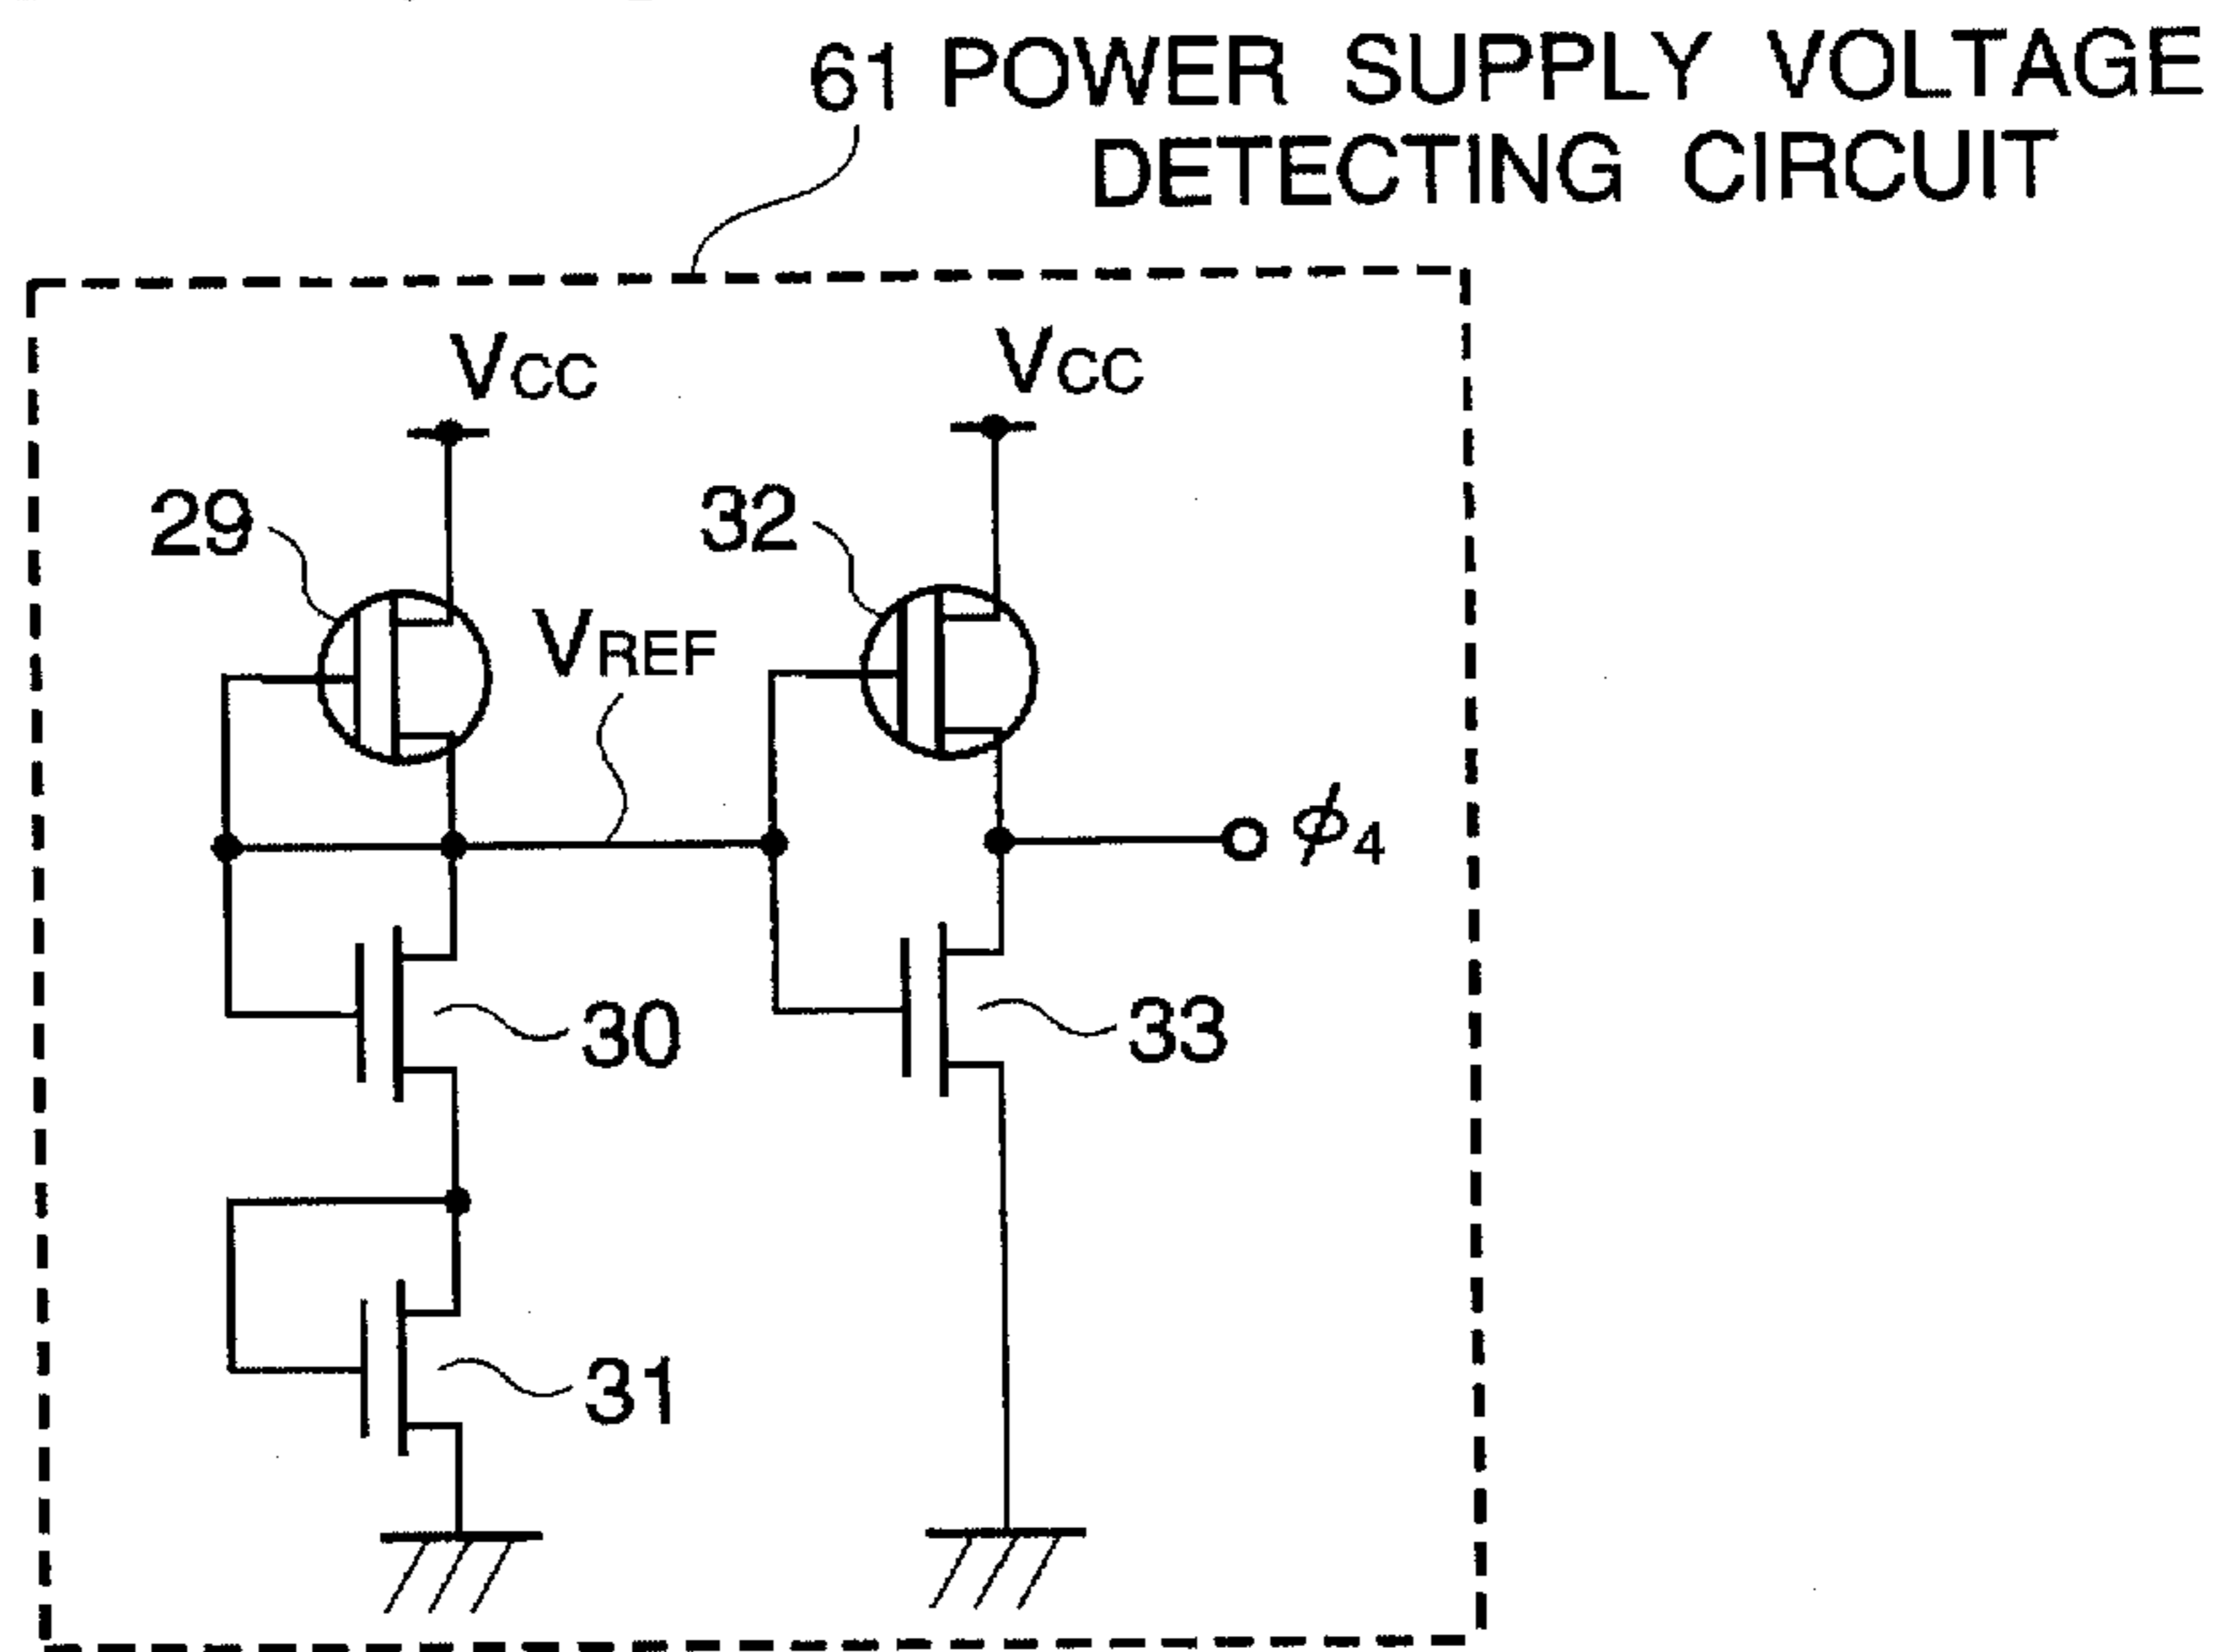 61 POWER SUPPLY VOLTAGE
DETECTING CIRCUIT
VCC
VCC
29
32
VREF
ϕ4
30
33
31